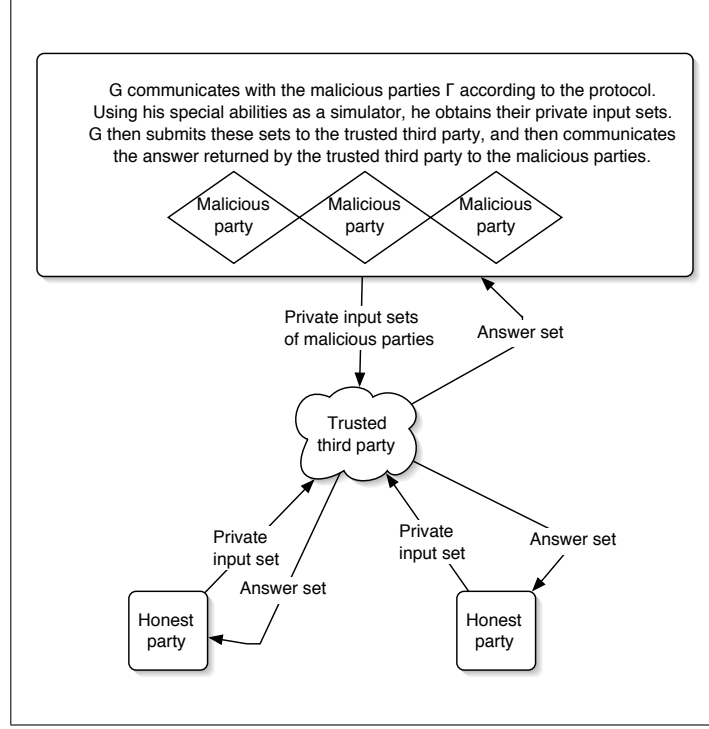 G communicates with the malicious parties Γ according to the protocol.
Using his special abilities as a simulator, he obtains their private input sets.
G then submits these sets to the trusted third party, and then communicates
the answer returned by the trusted third party to the malicious parties.
Malicious
party
Malicious
party
Malicious
party
Private input sets
of malicious parties
Answer set
Trusted
third party
Private
input set
Answer set
Private
input set
Answer set
Honest
party
Honest
party